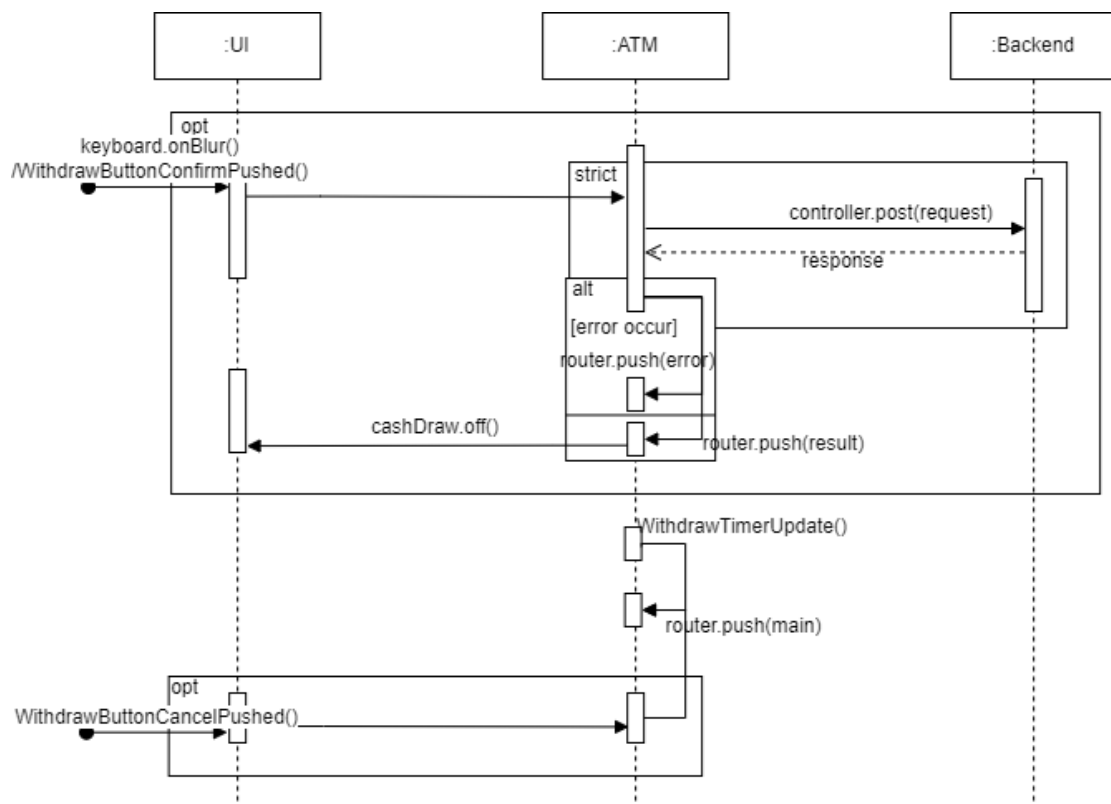 :UI
:ATM
:Backend
opt
keyboard.onBlur()
/WithdrawButtonConfirmPushed()
strict
controller.post(request)
response
alt
[error occur]
router.push(error)
cashDraw.off()
router.push(result)
WithdrawTimerUpdate()
router.push(main)
opt
WithdrawButtonCancelPushed()